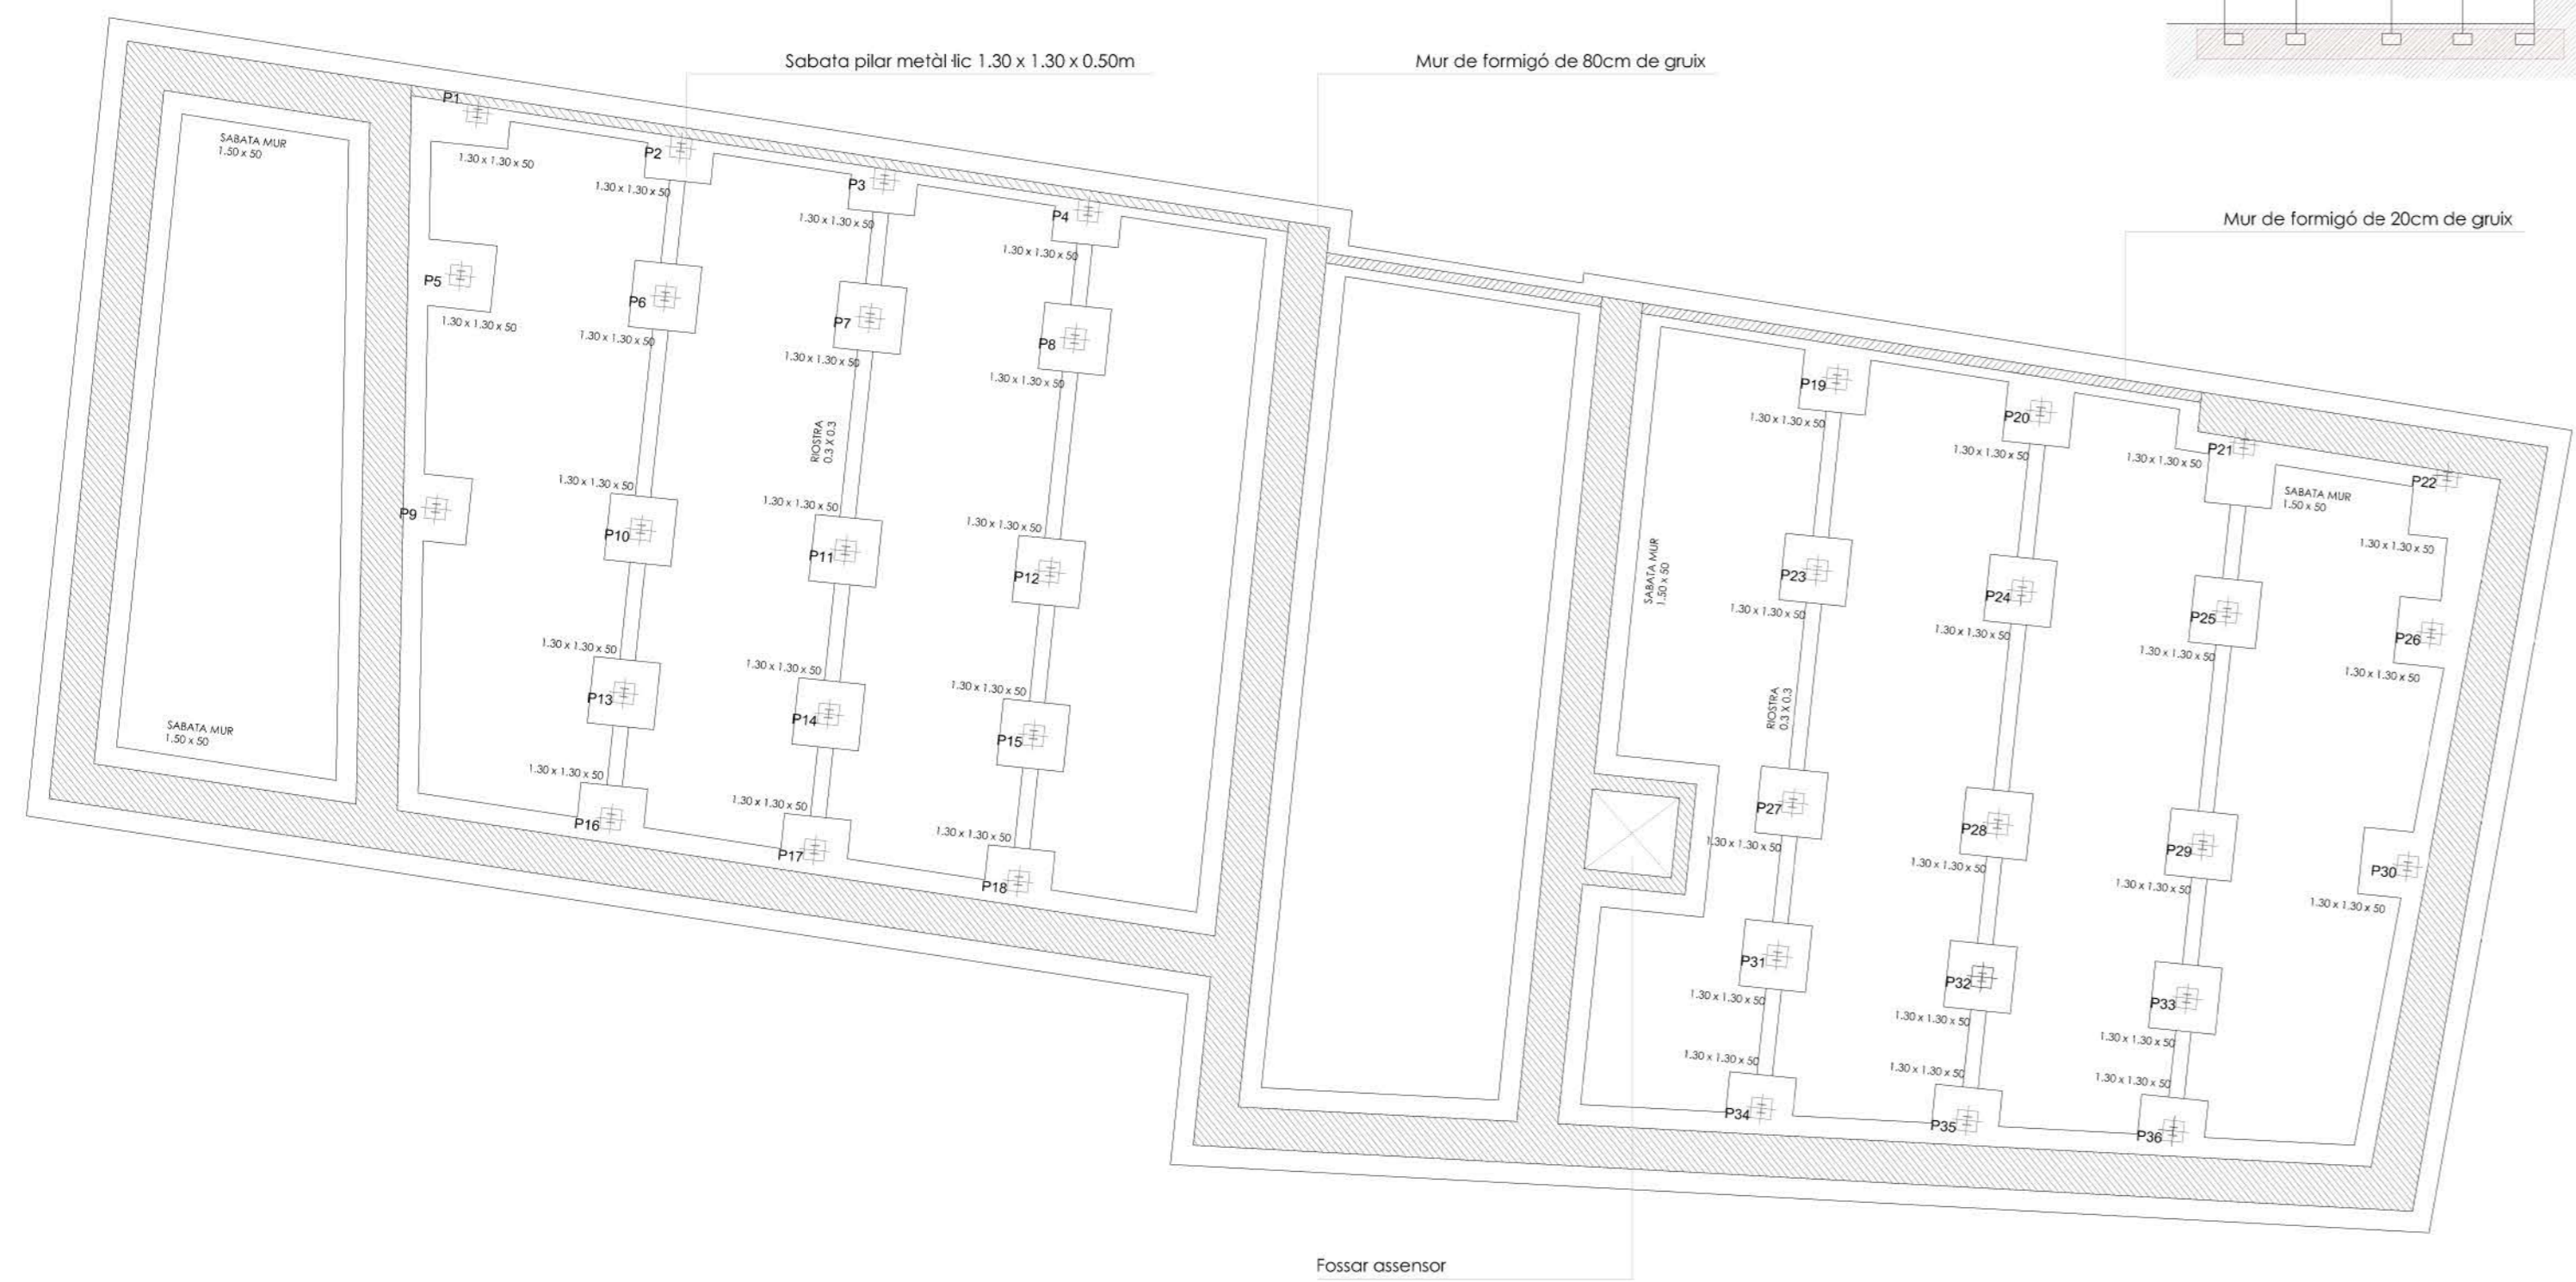 Sabata pilar metàl·lic 1.30 x 1.30 x 0.50m
Mur de formigó de 80cm de gruix
Mur de formigó de 20cm de gruix
SABATA MUR
1.50 x 50
P1
1.30 x 1.30 x 50
P2
1.30 x 1.30 x 50
P3
1.30 x 1.30 x 50
P4
1.30 x 1.30 x 50
P5
1.30 x 1.30 x 50
P6
1.30 x 1.30 x 50
P7
1.30 x 1.30 x 50
P8
1.30 x 1.30 x 50
RIOSTRA
0.3 X 0.3
P9
1.30 x 1.30 x 50
P10
1.30 x 1.30 x 50
P11
1.30 x 1.30 x 50
P12
1.30 x 1.30 x 50
P13
1.30 x 1.30 x 50
P14
1.30 x 1.30 x 50
P15
SABATA MUR
1.50 x 50
1.30 x 1.30 x 50
P16
1.30 x 1.30 x 50
P17
1.30 x 1.30 x 50
P18
P19
1.30 x 1.30 x 50
P20
1.30 x 1.30 x 50
P21
1.30 x 1.30 x 50
SABATA MUR
1.50 x 50
P22
1.30 x 1.30 x 50
SABATA MUR
1.50 x 50
P23
1.30 x 1.30 x 50
P24
1.30 x 1.30 x 50
P25
1.30 x 1.30 x 50
P26
1.30 x 1.30 x 50
RIOSTRA
0.3 X 0.3
P27
1.30 x 1.30 x 50
P28
1.30 x 1.30 x 50
P29
1.30 x 1.30 x 50
P30
1.30 x 1.30 x 50
P31
1.30 x 1.30 x 50
P32
1.30 x 1.30 x 50
P33
1.30 x 1.30 x 50
1.30 x 1.30 x 50
P34
1.30 x 1.30 x 50
P35
1.30 x 1.30 x 50
P36
Fossar assensor